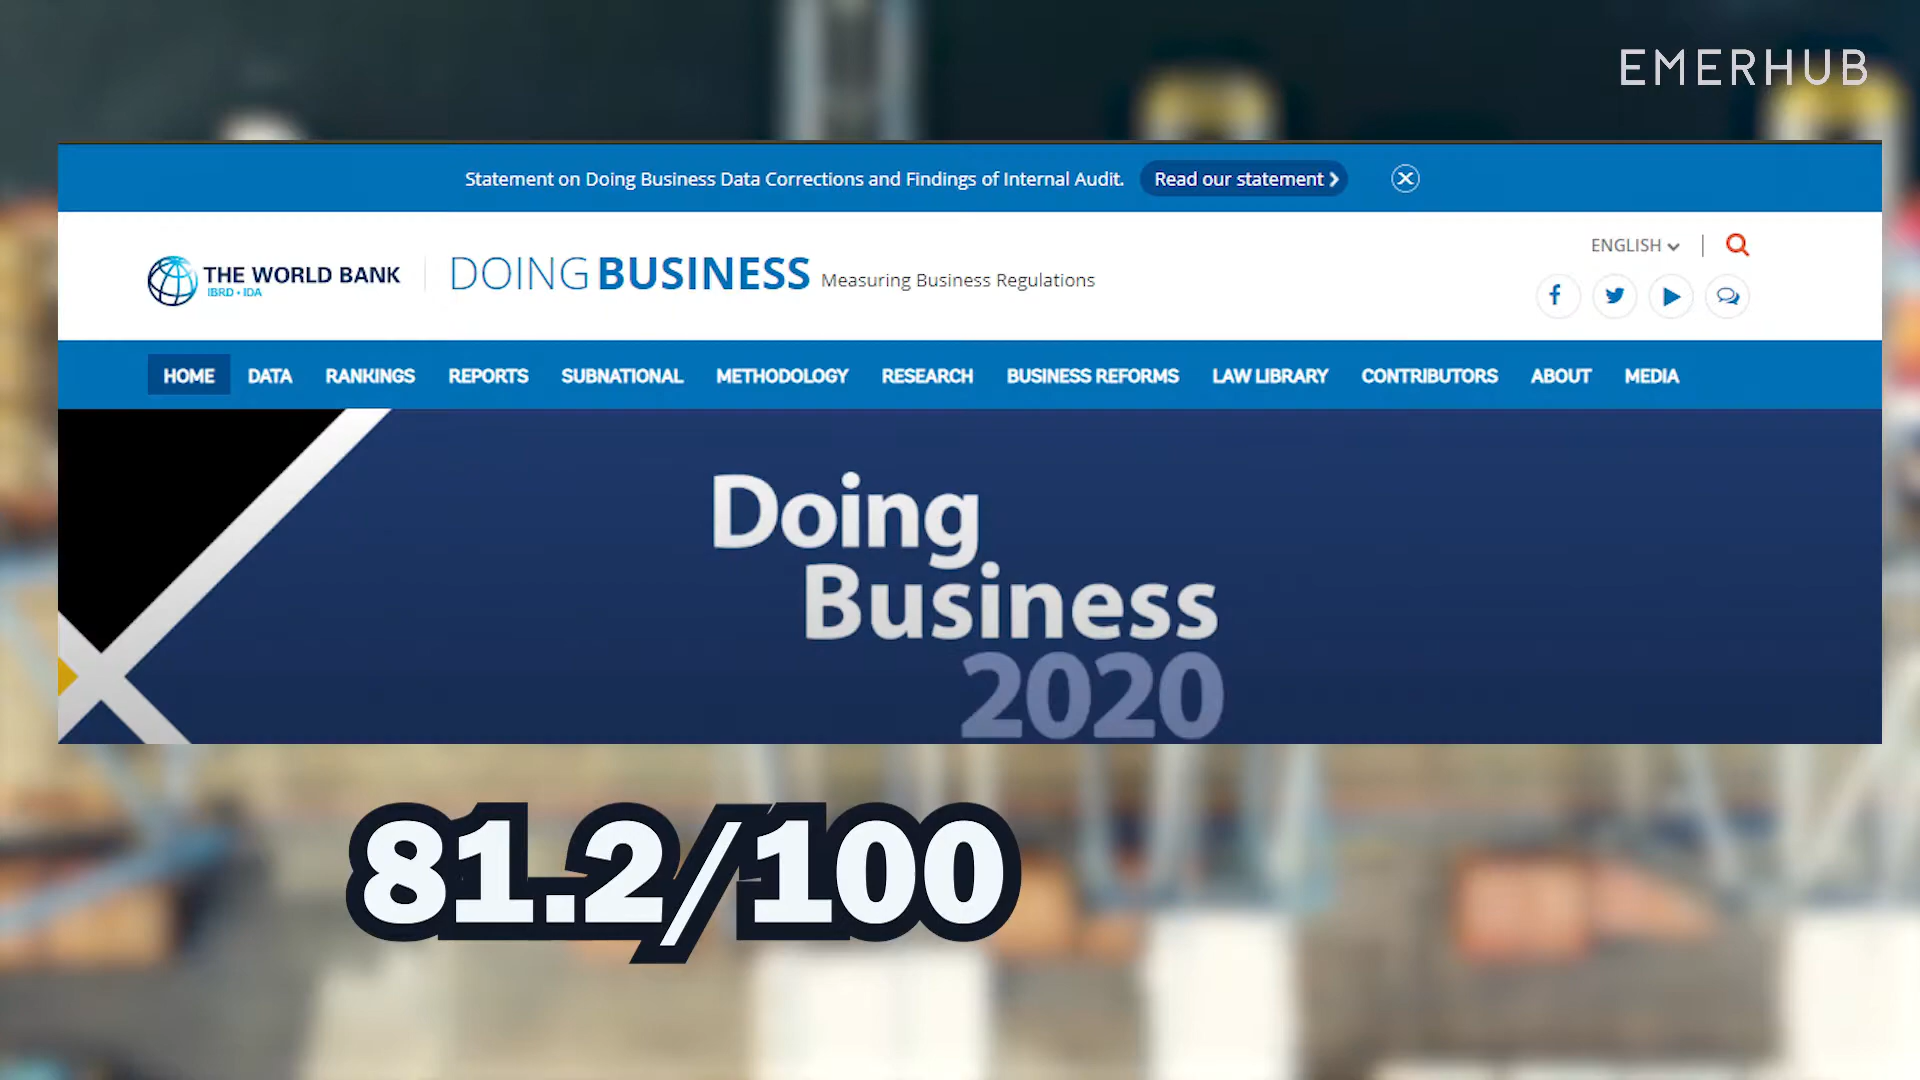 EMERHUB
Statement on Doing Business Data Corrections and Findings of Internal Audit. Read our statement
THE WORLD BANK
IBRD • IDA
DOING BUSINESS Measuring Business Regulations
ENGLISH
HOME DATA RANKINGS REPORTS SUBNATIONAL METHODOLOGY RESEARCH BUSINESS REFORMS LAW LIBRARY CONTRIBUTORS ABOUT MEDIA
Doing
Business
2020
81.2/100